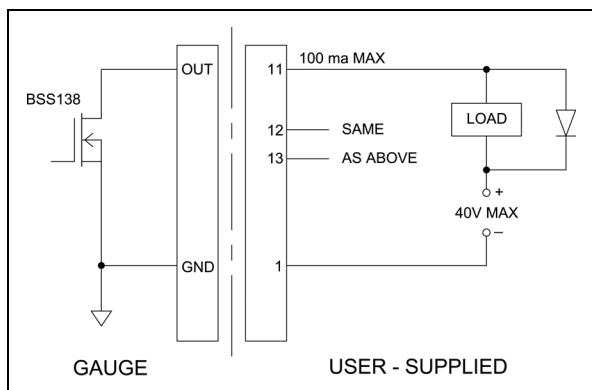 OUT
11
100 ma MAX
BSS138
LOAD
12
SAME
13
AS ABOVE
+
40V MAX
–
GND
1
GAUGE
USER - SUPPLIED